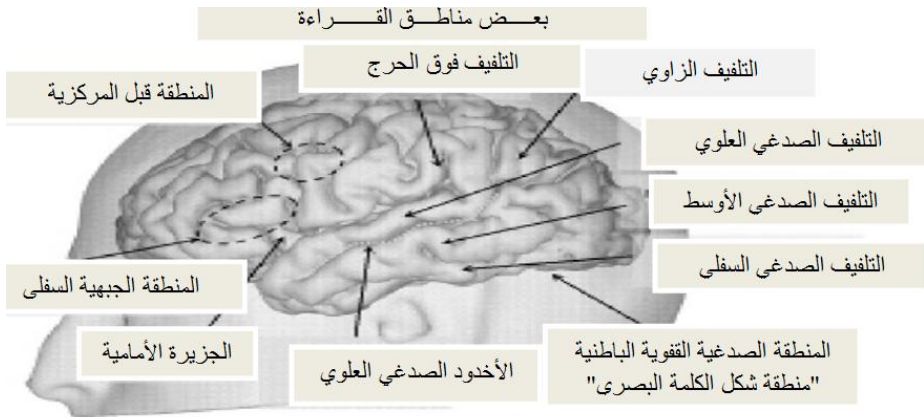 بعض مناطق القراءة
التلفيف فوق الحرج
التلفيف الزاوي
المنطقة قبل المركزية
التلفيف الصدغي العلوي
التلفيف الصدغي الأوسط
التلفيف الصدغي السفلى
المنطقة الجبهية السفلى
الجزيرة الأمامية
الأخدود الصدغي العلوي
المنطقة الصدغية القفوية الباطنية
"منطقة شكل الكلمة البصري"